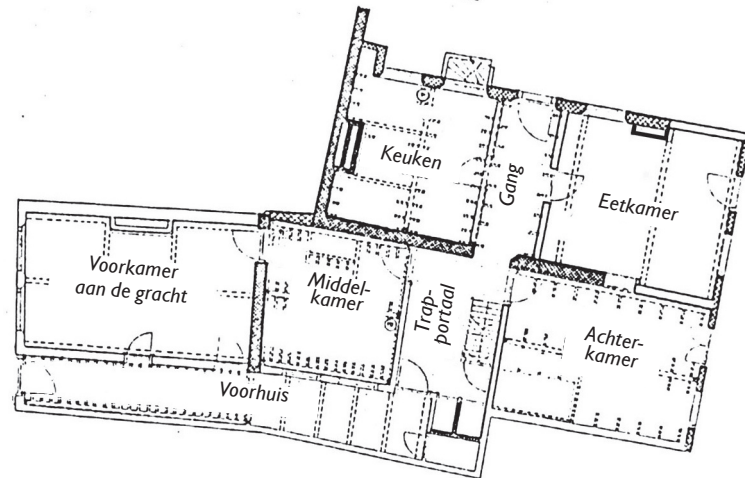 Keuken
Gang
Eetkamer
Voorkamer
aan de gracht
Middel-
kamer
Trap-
portaal
Achter-
kamer
Voorhuis